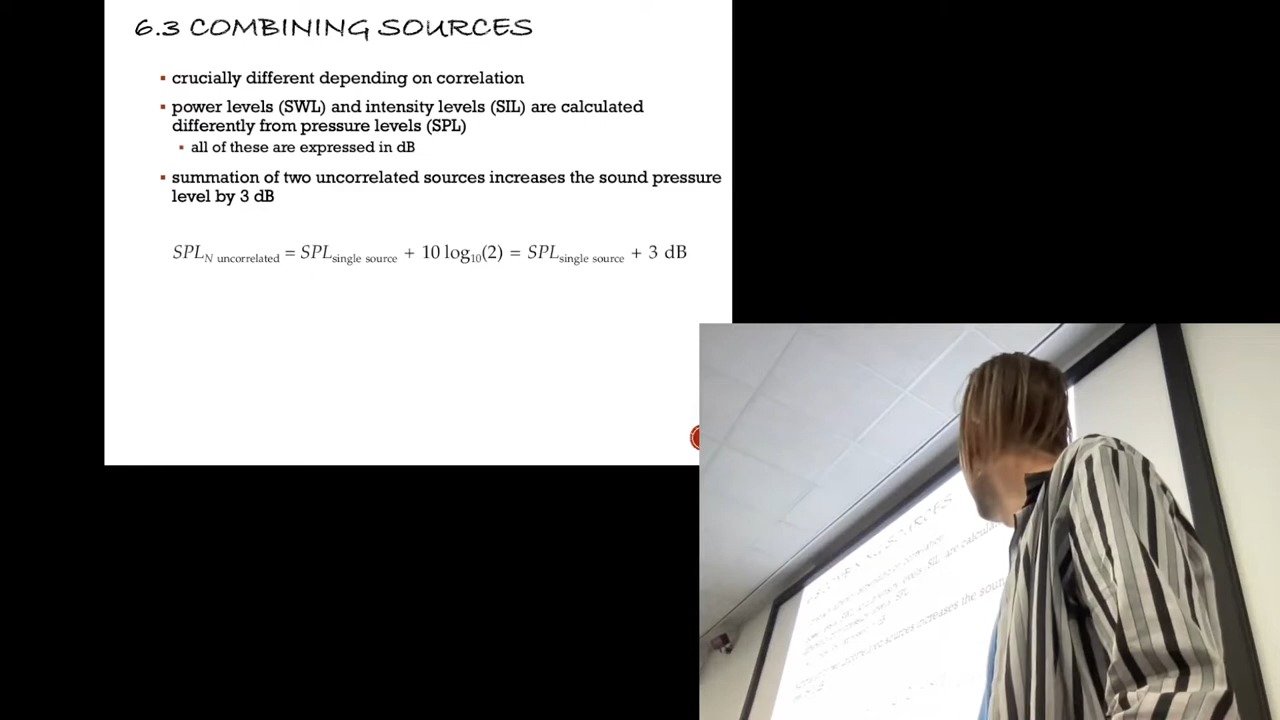 6.3 COMBINING SOURCES
▪ crucially different depending on correlation
▪ power levels (SWL) and intensity levels (SIL) are calculated
differently from pressure levels (SPL)
▪ all of these are expressed in dB
▪ summation of two uncorrelated sources increases the sound pressure
level by 3 dB
SPL_N uncorrelated = SPL_single source + 10 log_10(2) = SPL_single source + 3 dB